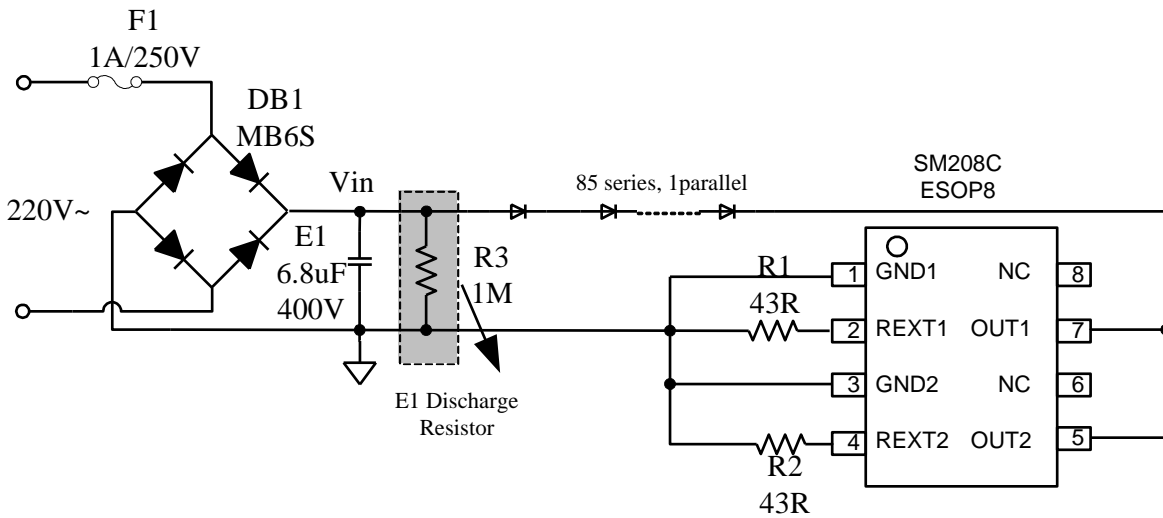 F1
1A/250V
DB1
MB6S
220V~
Vin
E1
6.8uF
400V
R3
1M
E1 Discharge
Resistor
85 series, 1parallel
SM208C
ESOP8
R1
43R
R2
43R
1 GND1 NC 8
2 REXT1 OUT1 7
3 GND2 NC 6
4 REXT2 OUT2 5